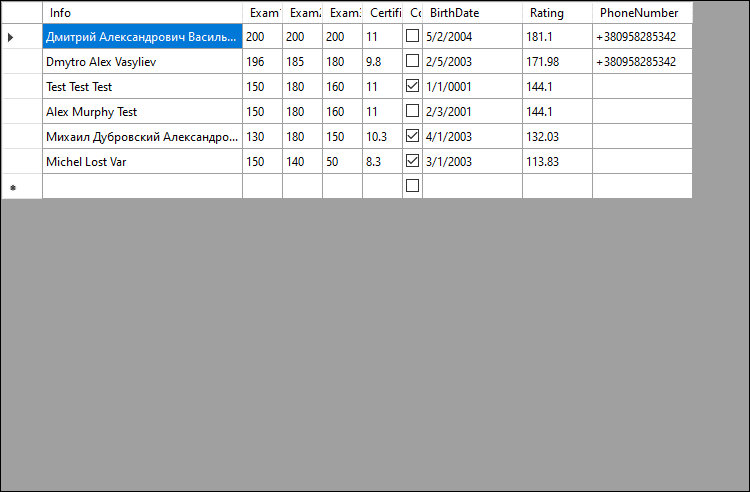 Info Exam1 Exam2 Exam3 Certifi Co BirthDate Rating PhoneNumber
Дмитрий Александрович Василь... 200 200 200 11 5/2/2004 181.1 +380958285342
Dmytro Alex Vasyliev 196 185 180 9.8 2/5/2003 171.98 +380958285342
Test Test Test 150 180 160 11 1/1/0001 144.1
Alex Murphy Test 150 180 160 11 2/3/2001 144.1
Михаил Дубровский Александро... 130 180 150 10.3 4/1/2003 132.03
Michel Lost Var 150 140 50 8.3 3/1/2003 113.83